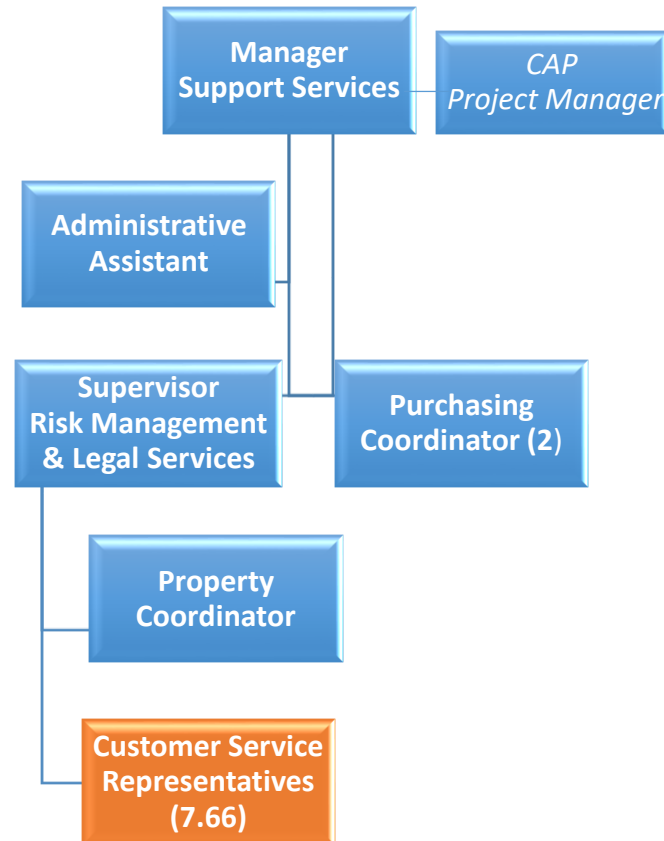 Manager
Support Services
CAP
Project Manager
Administrative
Assistant
Supervisor
Risk Management
& Legal Services
Purchasing
Coordinator (2)
Property
Coordinator
Customer Service
Representatives
(7.66)